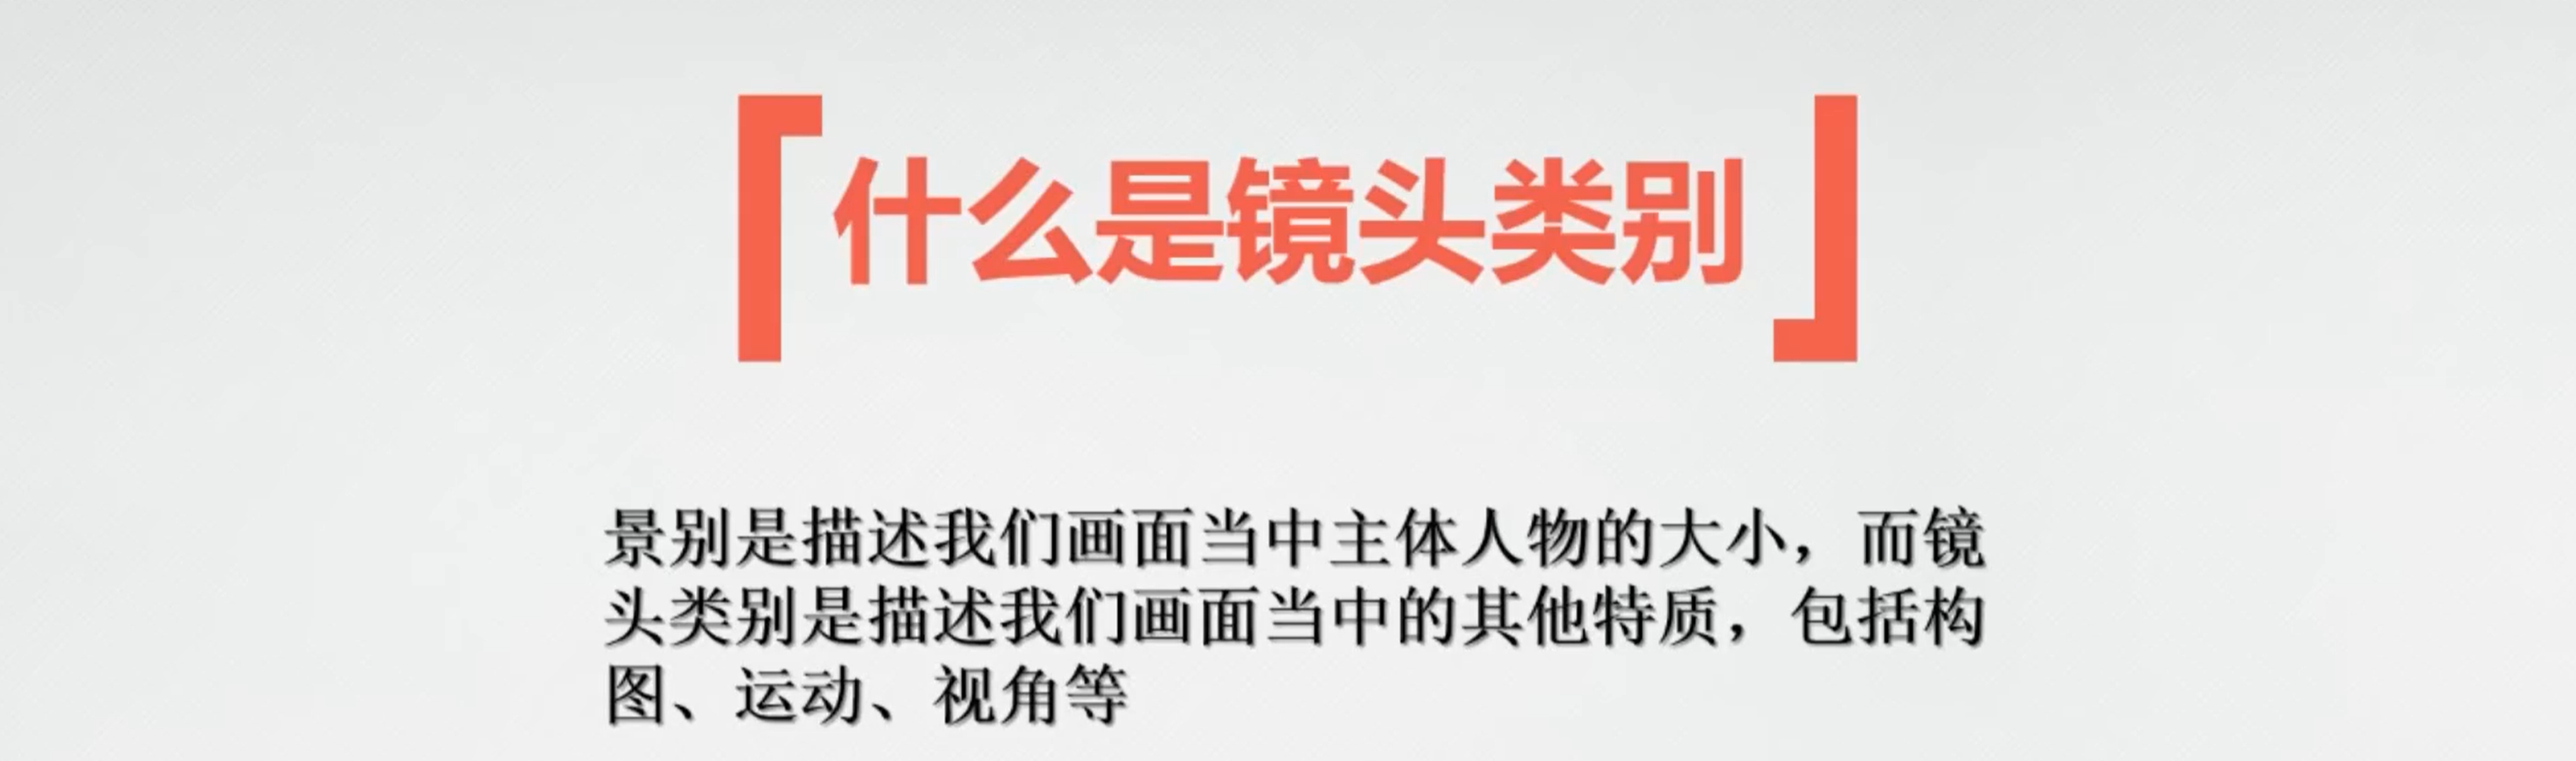 什么是镜头类别
景别是描述我们画面当中主体人物的大小，而镜
头类别是描述我们画面当中的其他特质，包括构
图、运动、视角等